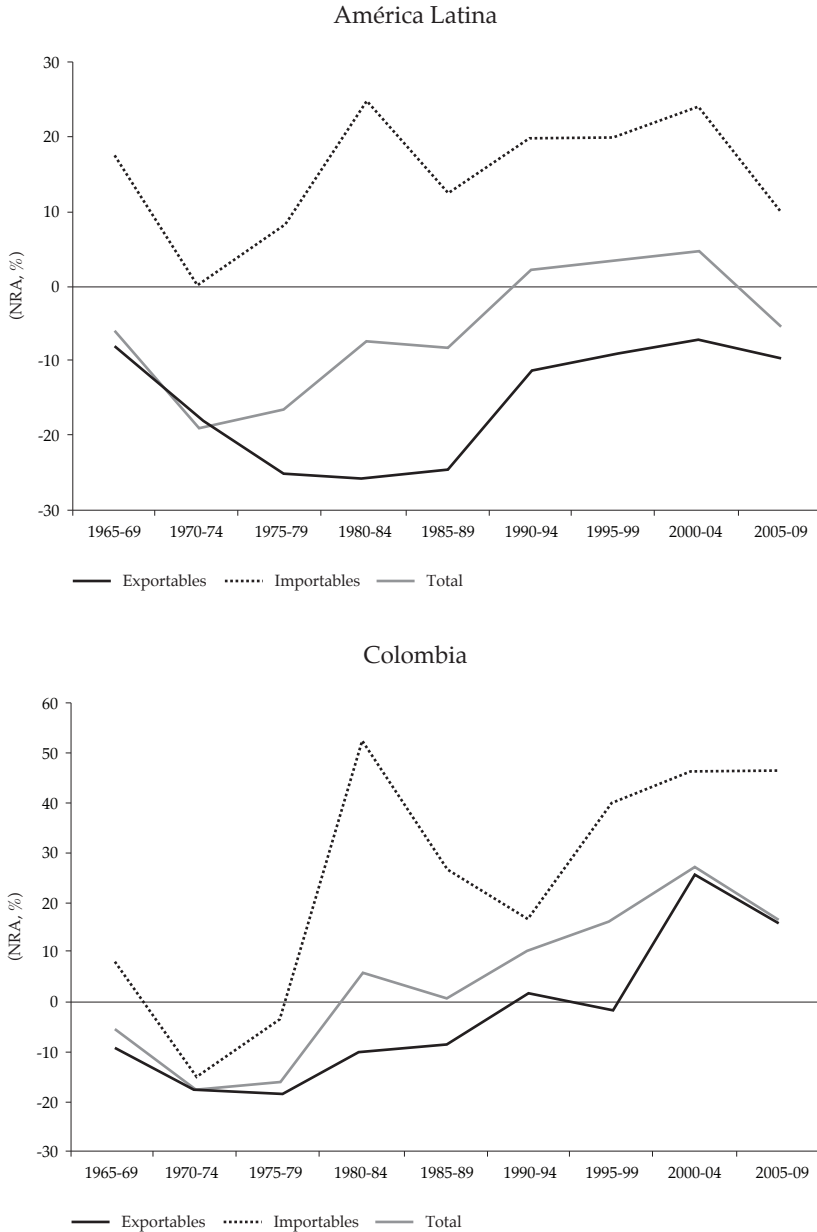 América Latina
30
20
10
0
-10
-20
-30
(NRA, %)
1965-69 1970-74 1975-79 1980-84 1985-89 1990-94 1995-99 2000-04 2005-09
Exportables Importables Total
Colombia
60
50
40
30
20
10
0
-10
-20
-30
(NRA, %)
1965-69 1970-74 1975-79 1980-84 1985-89 1990-94 1995-99 2000-04 2005-09
Exportables Importables Total